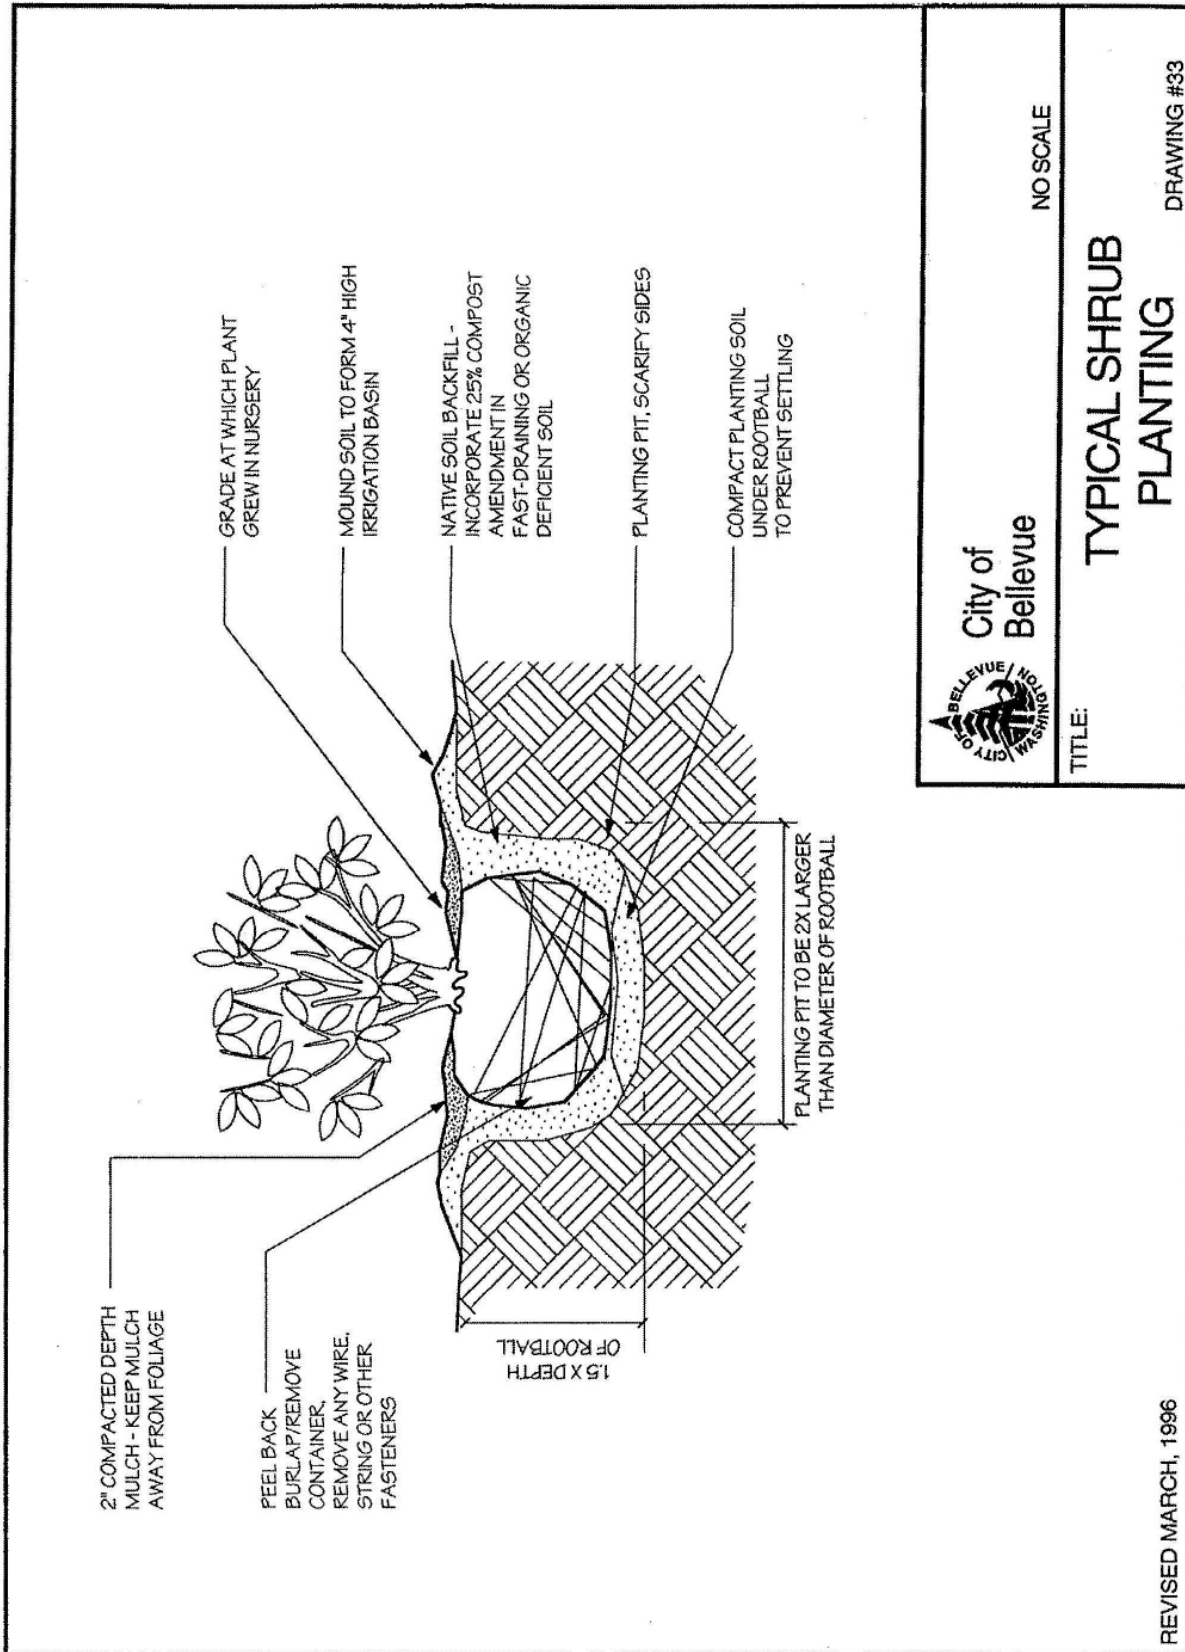 2" COMPACTED DEPTH
MULCH - KEEP MULCH
AWAY FROM FOLIAGE
PEEL BACK
BURLAP/REMOVE
CONTAINER,
REMOVE ANY WIRE,
STRING OR OTHER
FASTENERS
1.5 X DEPTH
OF ROOTBALL
GRADE AT WHICH PLANT
GREW IN NURSERY
MOUND SOIL TO FORM 4" HIGH
IRRIGATION BASIN
NATIVE SOIL BACKFILL -
INCORPORATE 25% COMPOST
AMENDMENT IN
FAST-DRAINING OR ORGANIC
DEFICIENT SOIL
PLANTING PIT, SCARIFY SIDES
COMPACT PLANTING SOIL
UNDER ROOTBALL
TO PREVENT SETTLING
PLANTING PIT TO BE 2X LARGER
THAN DIAMETER OF ROOTBALL
CITY OF BELLEVUE
WASHINGTON
City of
Bellevue
NO SCALE
TITLE:
TYPICAL SHRUB
PLANTING
DRAWING #33
REVISED MARCH, 1996